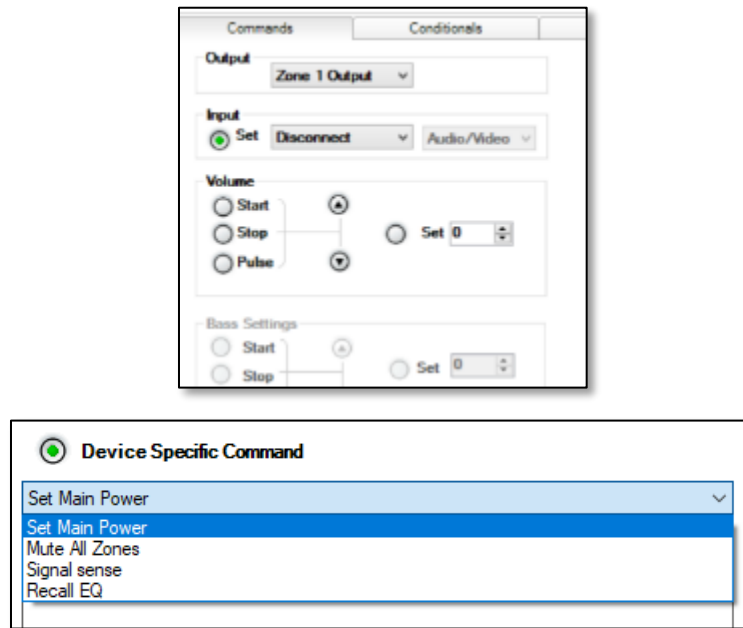 Commands Conditionals
Output
Zone 1 Output
Input
Set Disconnect Audio/Video
Volume
Start
Stop Set 0
Pulse
Bass Settings
Start
Set 0
Stop
Device Specific Command
Set Main Power
Set Main Power
Mute All Zones
Signal sense
Recall EQ